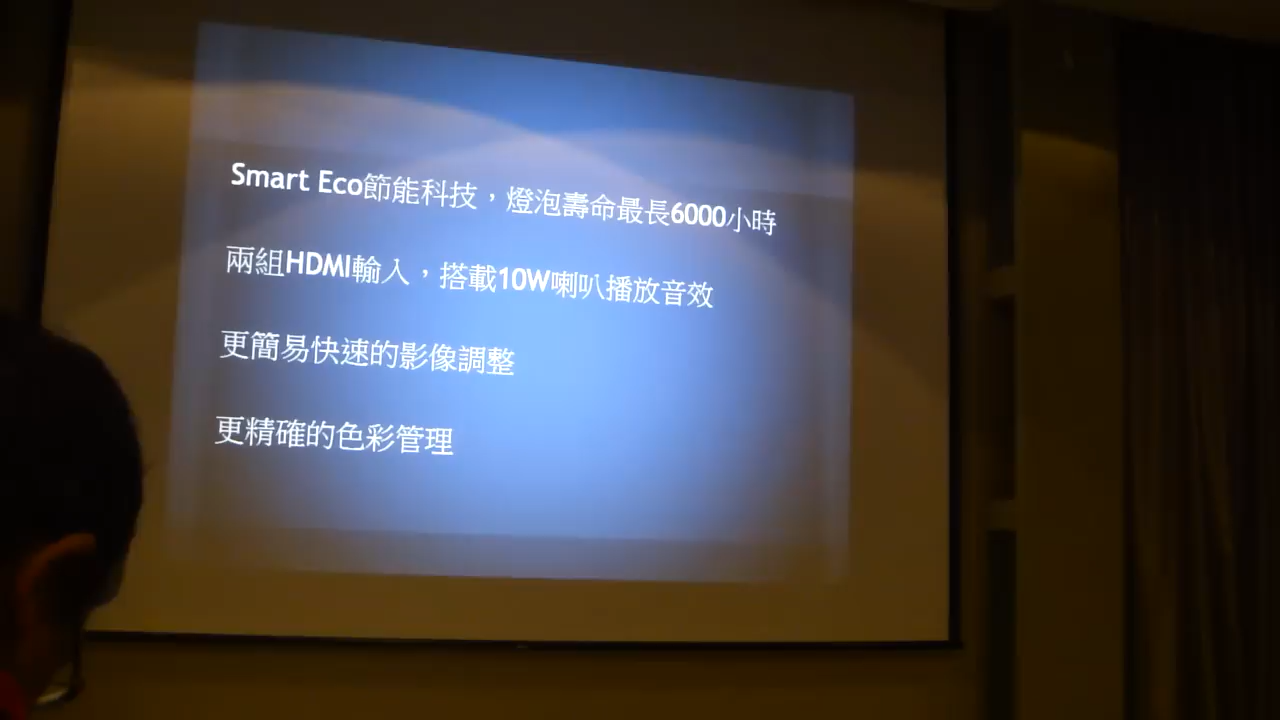 Smart Eco節能科技，燈泡壽命最長6000小時
兩組HDMI輸入，搭載10W喇叭播放音效
更簡易快速的影像調整
更精確的色彩管理